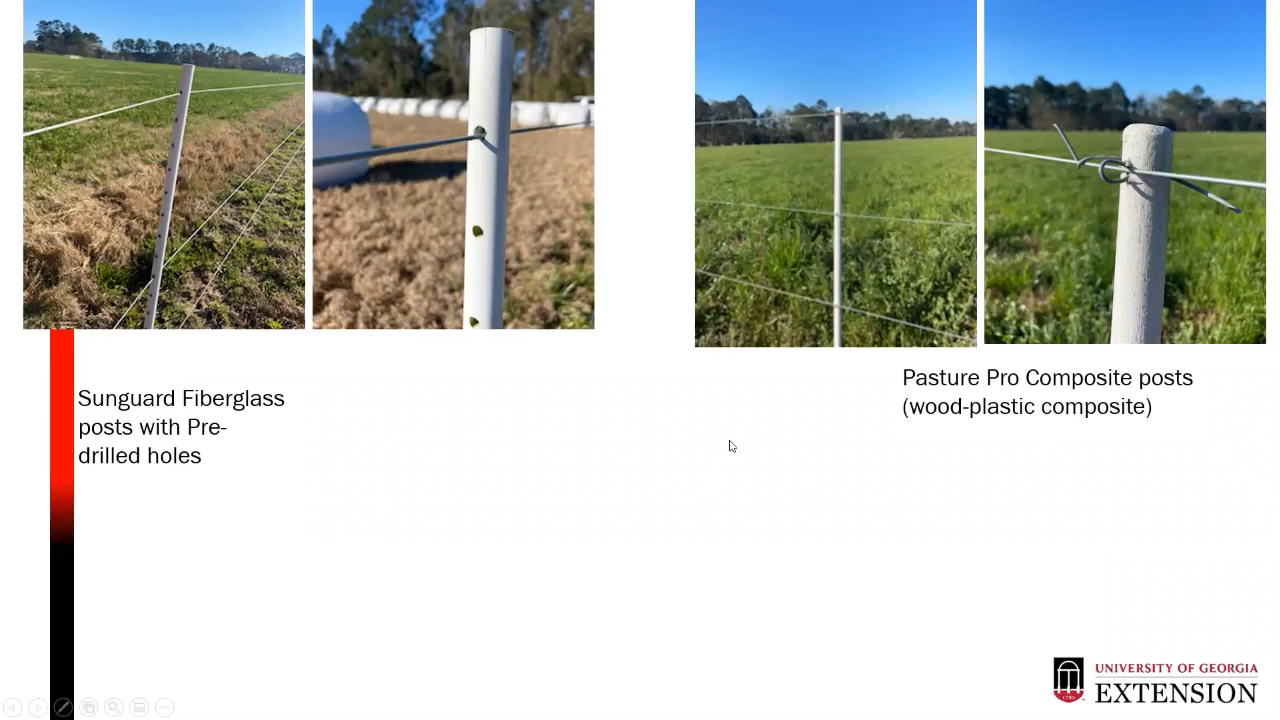 Sunguard Fiberglass
posts with Pre-
drilled holes
Pasture Pro Composite posts
(wood-plastic composite)
UNIVERSITY OF GEORGIA
EXTENSION